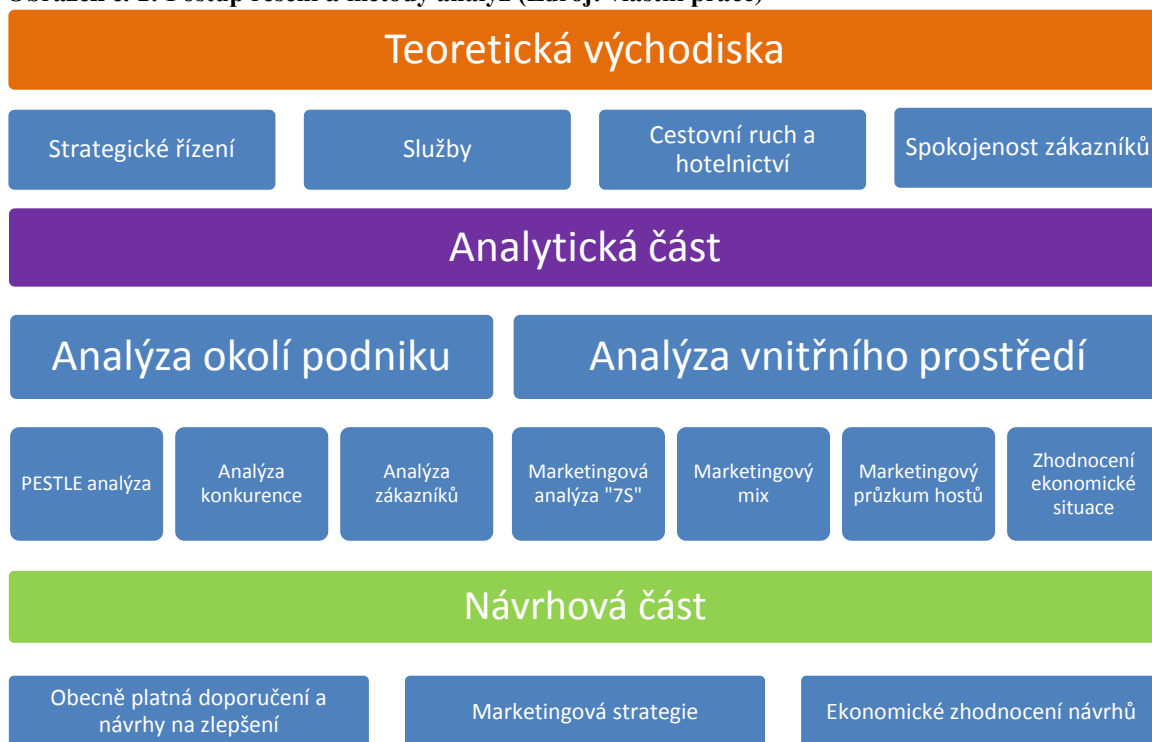 Teoretická východiska
Strategické řízení
Služby
Cestovní ruch a
hotelnictví
Spokojenost zákazníků
Analytická část
Analýza okolí podniku
Analýza vnitřního prostředí
PESTLE analýza
Analýza
konkurence
Analýza
zákazníků
Marketingová
analýza "7S"
Marketingový
mix
Marketingový
průzkum hostů
Zhodnocení
ekonomické
situace
Návrhová část
Obecně platná doporučení a
návrhy na zlepšení
Marketingová strategie
Ekonomické zhodnocení návrhů